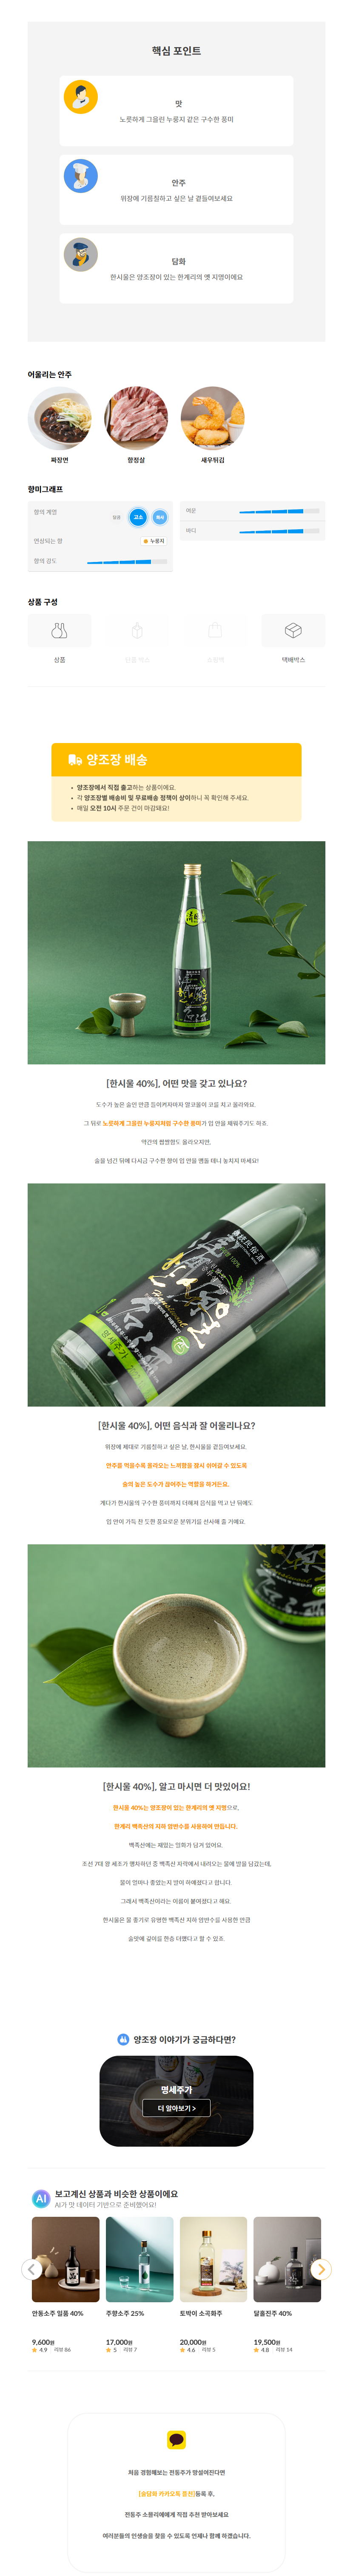 핵심 포인트
맛
노릇하게 그을린 누룽지 같은 구수한 풍미
안주
위장에 기름칠하고 싶은 날 곁들여보세요
담화
한시울은 양조장이 있는 한계리의 옛 지명이에요
어울리는 안주
짜장면
항정살
새우튀김
향미그래프
향의 계열
달콤
고소
연상되는 향
누룽지
향의 강도
여운
바디
상품 구성
상품
단품 박스
쇼핑백
택배박스
양조장 배송
양조장에서 직접 출고하는 상품이에요.
각 양조장별 배송비 및 무료배송 정책이 상이하니 꼭 확인해 주세요.
매일 오전 10시 주문 건이 마감돼요!
[한시울 40%], 어떤 맛을 갖고 있나요?
도수가 높은 술인 만큼 들이켜자마자 알코올이 코를 치고 올라와요.
그 뒤로 노릇하게 그을린 누룽지처럼 구수한 풍미가 입 안을 채워주기도 하죠.
약간의 쌉쌀함도 올라오지만,
술을 넘긴 뒤에 다시금 구수한 향이 입 안을 맴돌 테니 놓치지 마세요!
[한시울 40%], 어떤 음식과 잘 어울리나요?
위장에 제대로 기름칠하고 싶은 날, 한시울을 곁들여보세요.
안주를 먹을수록 올라오는 느끼함을 잠시 쉬어갈 수 있도록
술의 높은 도수가 끊어주는 역할을 하거든요.
게다가 한시울의 구수한 풍미까지 더해져 음식을 먹고 난 뒤에도
입 안이 가득 찬 듯한 풍요로운 분위기를 선사해 줄 거예요.
[한시울 40%], 알고 마시면 더 맛있어요!
한시울 40%는 양조장이 있는 한계리의 옛 지명으로,
한계리 백족산의 지하 암반수를 사용하여 만듭니다.
백족산에는 재밌는 일화가 담겨 있어요.
조선 7대 왕 세조가 행차하던 중 백족산 자락에서 내려오는 물에 발을 담갔는데,
물이 얼마나 좋았는지 발이 하얘졌다고 합니다.
그래서 백족산이라는 이름이 붙여졌다고 해요.
한시울은 물 좋기로 유명한 백족산 지하 암반수를 사용한 만큼
술맛에 깊이를 한층 더했다고 할 수 있죠.
양조장 이야기가 궁금하다면?
명세주가
더 알아보기 >
AI
보고계신 상품과 비슷한 상품이에요
AI가 맛 데이터 기반으로 준비했어요!
안동소주 일품 40%
주향소주 25%
토박이 소곡화주
달을진주 40%
9,600원
17,000원
20,000원
19,500원
4.9 리뷰 86
5 리뷰 7
4.6 리뷰 5
4.8 리뷰 14
처음 경험해보는 전통주가 망설여진다면
[술담화 카카오톡 플친]등록 후,
전통주 소믈리에에게 직접 추천 받아보세요
여러분들의 인생술을 찾을 수 있도록 언제나 함께 하겠습니다.